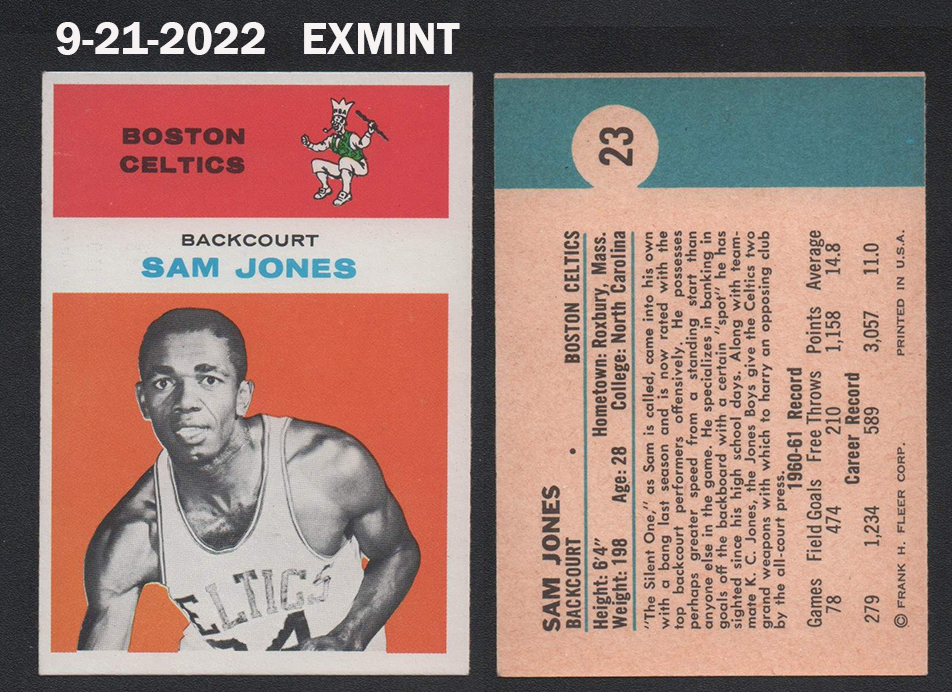 9-21-2022 EXMINT
BOSTON
CELTICS
BACKCOURT
SAM JONES
CELTICS
24
23
SAM JONES
BACKCOURT • BOSTON CELTICS
Height: 6'4" Hometown: Roxbury, Mass.
Weight: 198 Age: 28 College: North Carolina
"The Silent One," as Sam is called, came into his own
with a bang last season and is now rated with the
top backcourt performers offensively. He possesses
perhaps greater speed from a standing start than
anyone else in the game. He specializes in banking in
goals off the backboard with a certain "spot" he has
sighted since his high school days. Along with team-
mate K. C. Jones, the Jones Boys give the Celtics two
grand weapons with which to harry an opposing club
by the all-court press.
1960-61 Record
Games Field Goals Free Throws Points Average
78 474 210 1,158 14.8
Career Record
279 1,234 589 3,057 11.0
© FRANK H. FLEER CORP. PRINTED IN U.S.A.